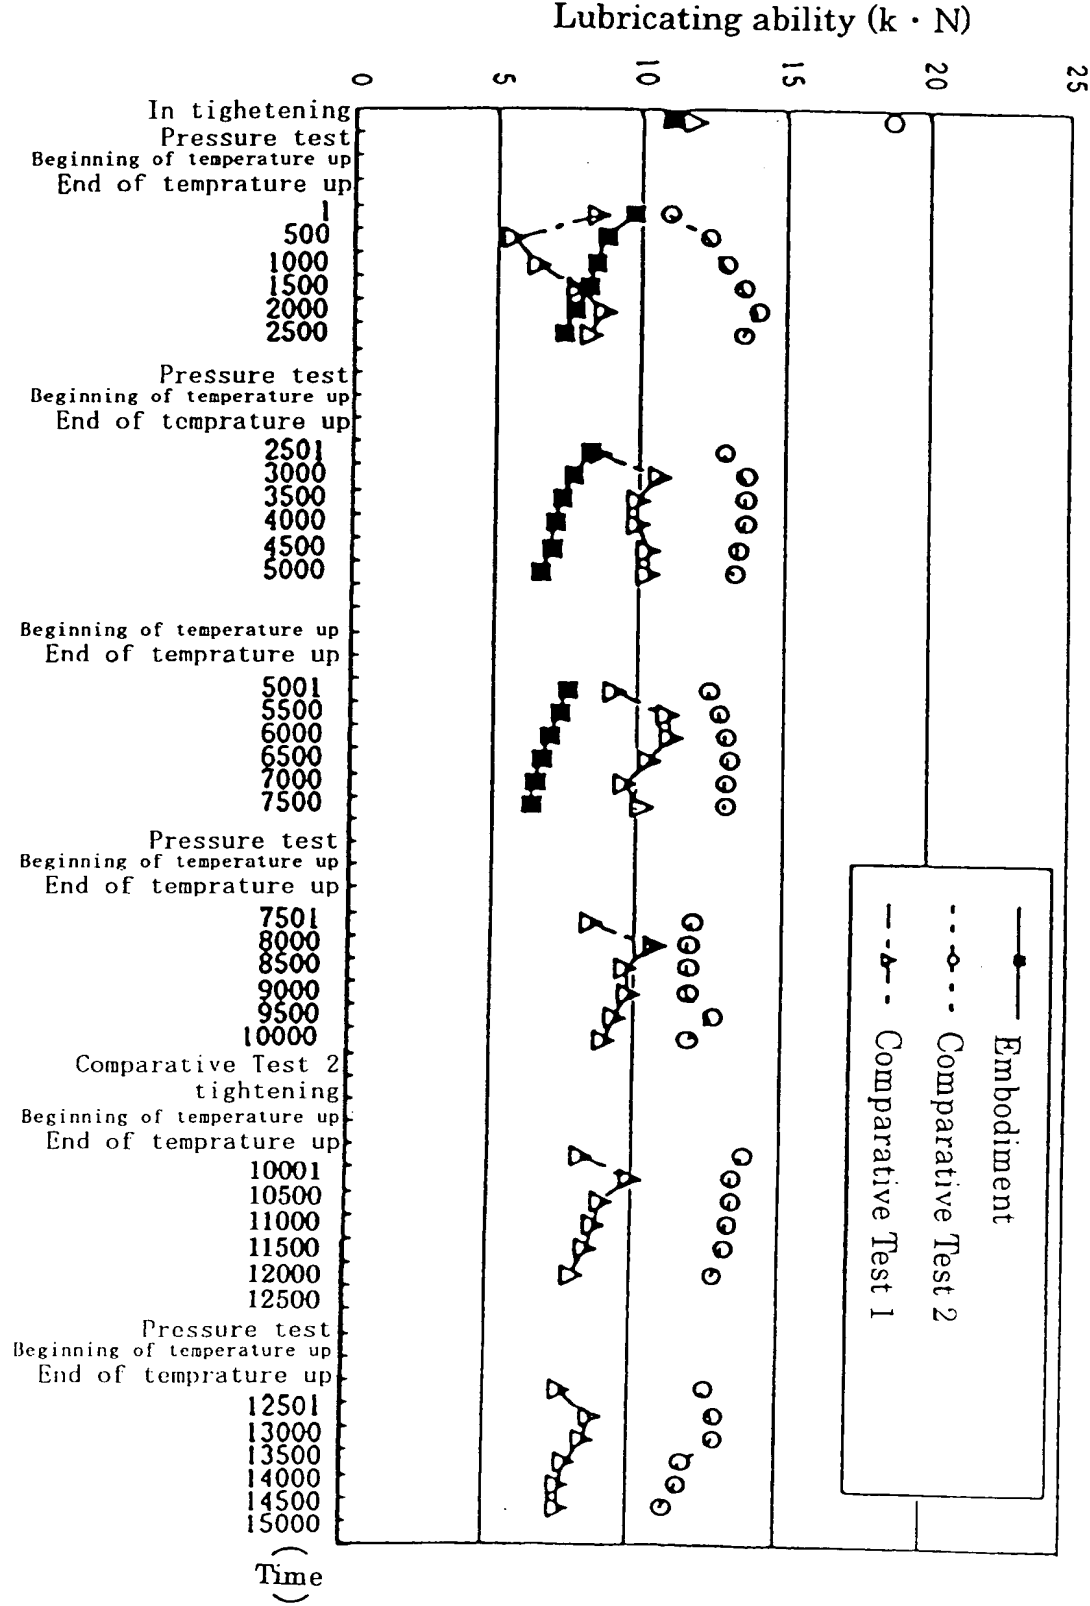 Lubricating ability (k · N)
0
5
10
15
20
25
In tighetening
Pressure test
Beginning of temperature up
End of temprature up
1
500
1000
1500
2000
2500
Pressure test
Beginning of temperature up
End of temprature up
2501
3000
3500
4000
4500
5000
Beginning of temperature up
End of temprature up
5001
5500
6000
6500
7000
7500
Pressure test
Beginning of temperature up
End of temprature up
7501
8000
8500
9000
9500
10000
Comparative Test 2
tightening
Beginning of temperature up
End of temprature up
10001
10500
11000
11500
12000
12500
Pressure test
Beginning of temperature up
End of temprature up
12501
13000
13500
14000
14500
15000
(Time)
Embodiment
Comparative Test 2
Comparative Test 1